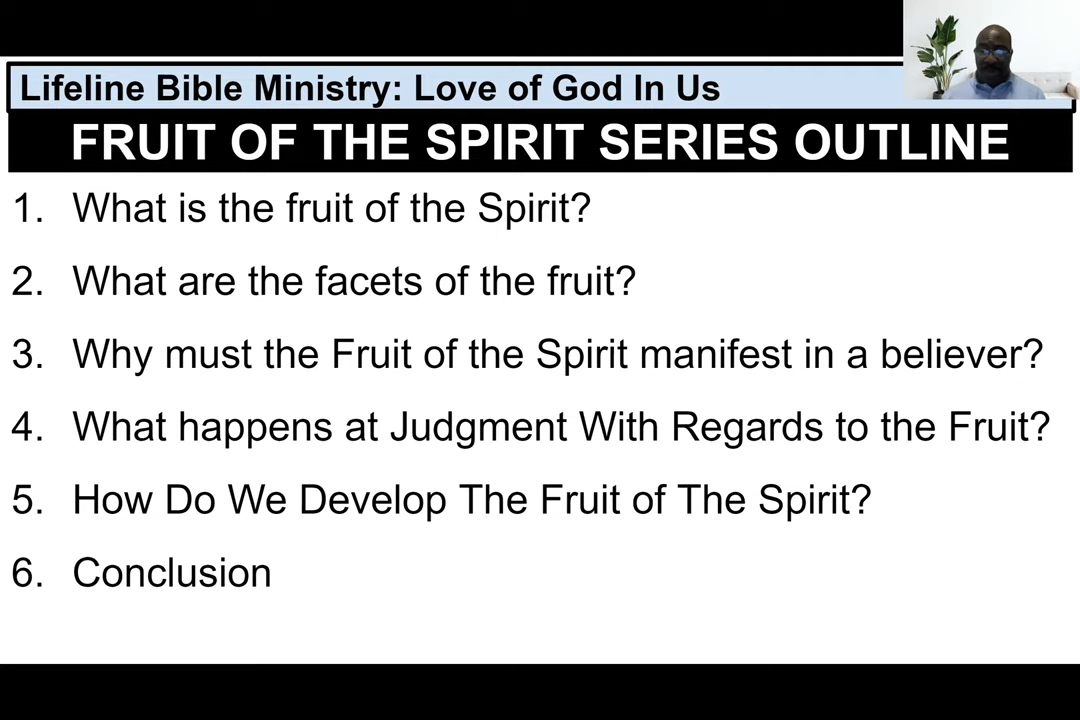 Lifeline Bible Ministry: Love of God In Us
FRUIT OF THE SPIRIT SERIES OUTLINE
1. What is the fruit of the Spirit?
2. What are the facets of the fruit?
3. Why must the Fruit of the Spirit manifest in a believer?
4. What happens at Judgment With Regards to the Fruit?
5. How Do We Develop The Fruit of The Spirit?
6. Conclusion